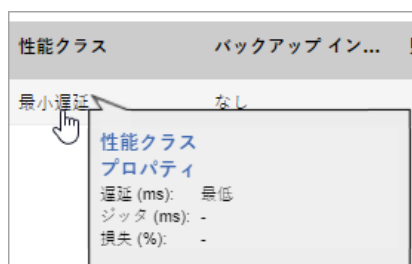 性能クラス バックアップ イン...
最小遅延 なし
性能クラス
プロパティ
遅延 (ms): 最低
ジッタ (ms): -
損失 (%): -